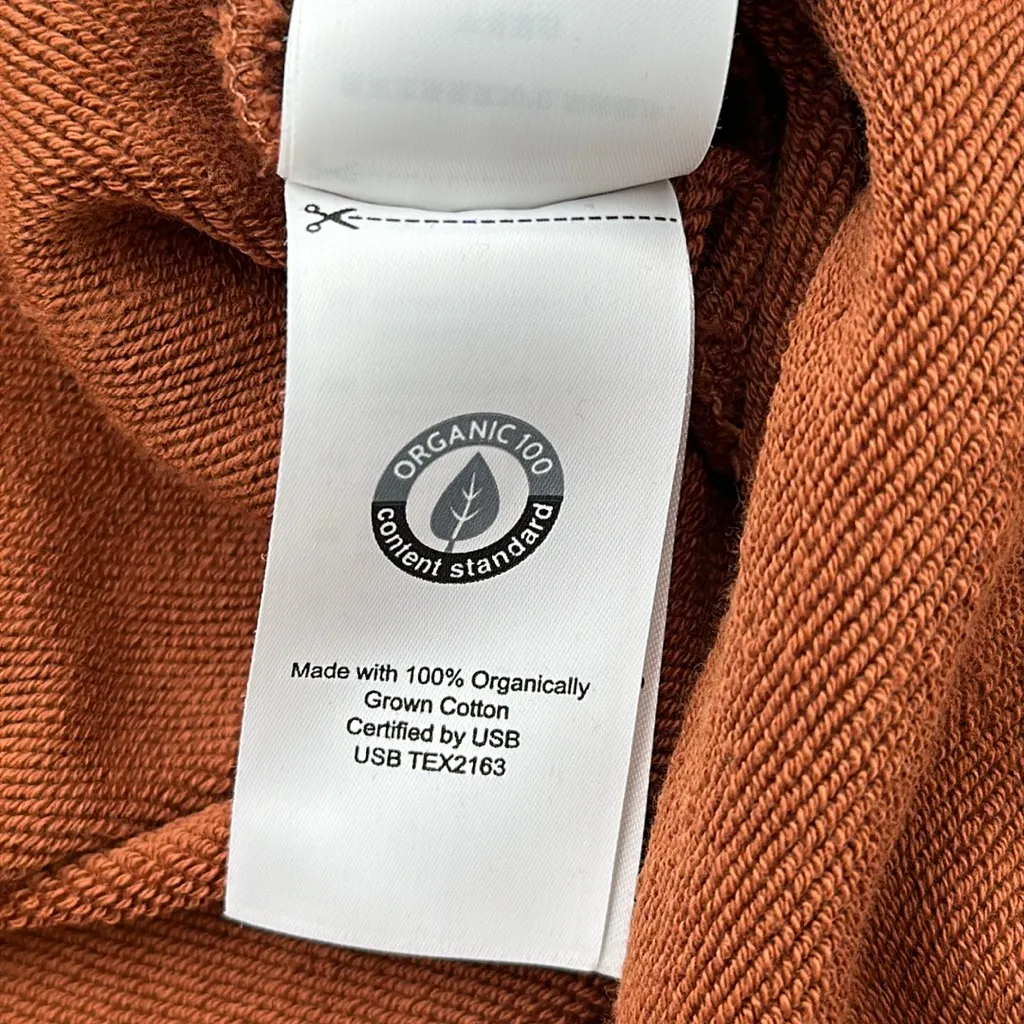 ORGANIC 100
content standard
Made with 100% Organically
Grown Cotton
Certified by USB
USB TEX2163